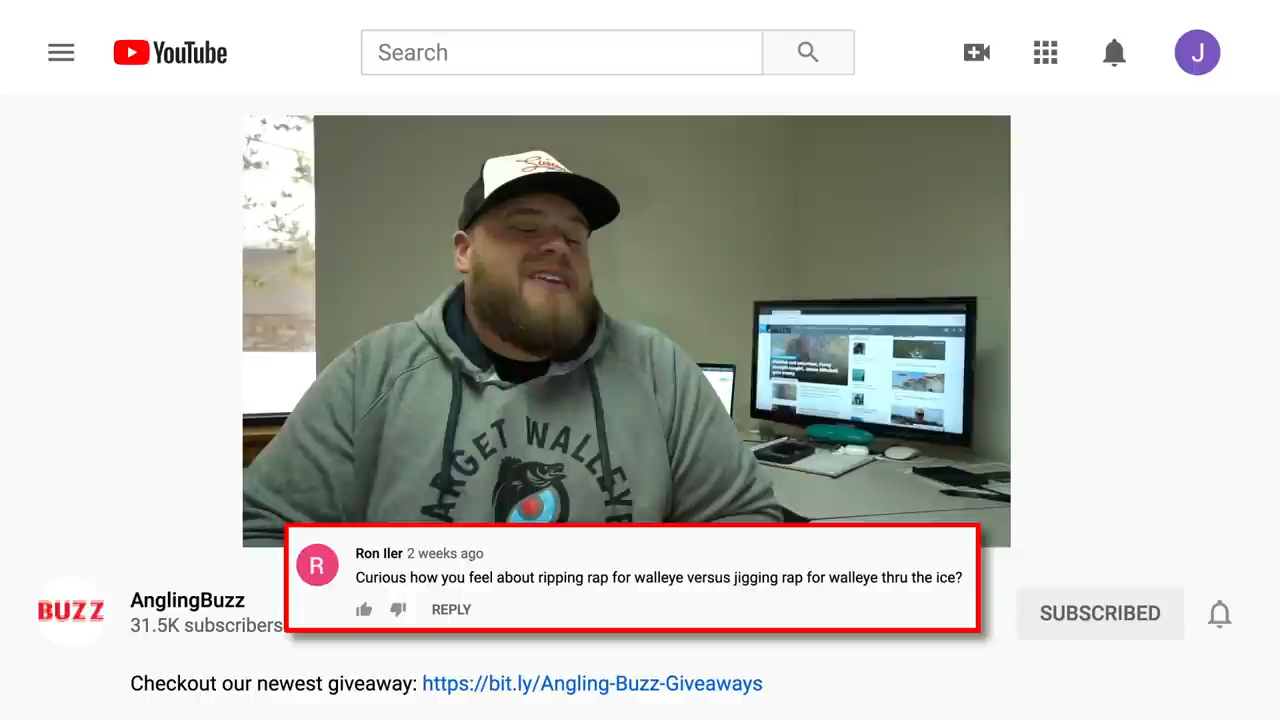 YouTube
Search
J
ARGET WALLEYE
R
Ron Iler 2 weeks ago
Curious how you feel about ripping rap for walleye versus jigging rap for walleye thru the ice?
REPLY
BUZZ
AnglingBuzz
31.5K subscribers
SUBSCRIBED
Checkout our newest giveaway: https://bit.ly/Angling-Buzz-Giveaways